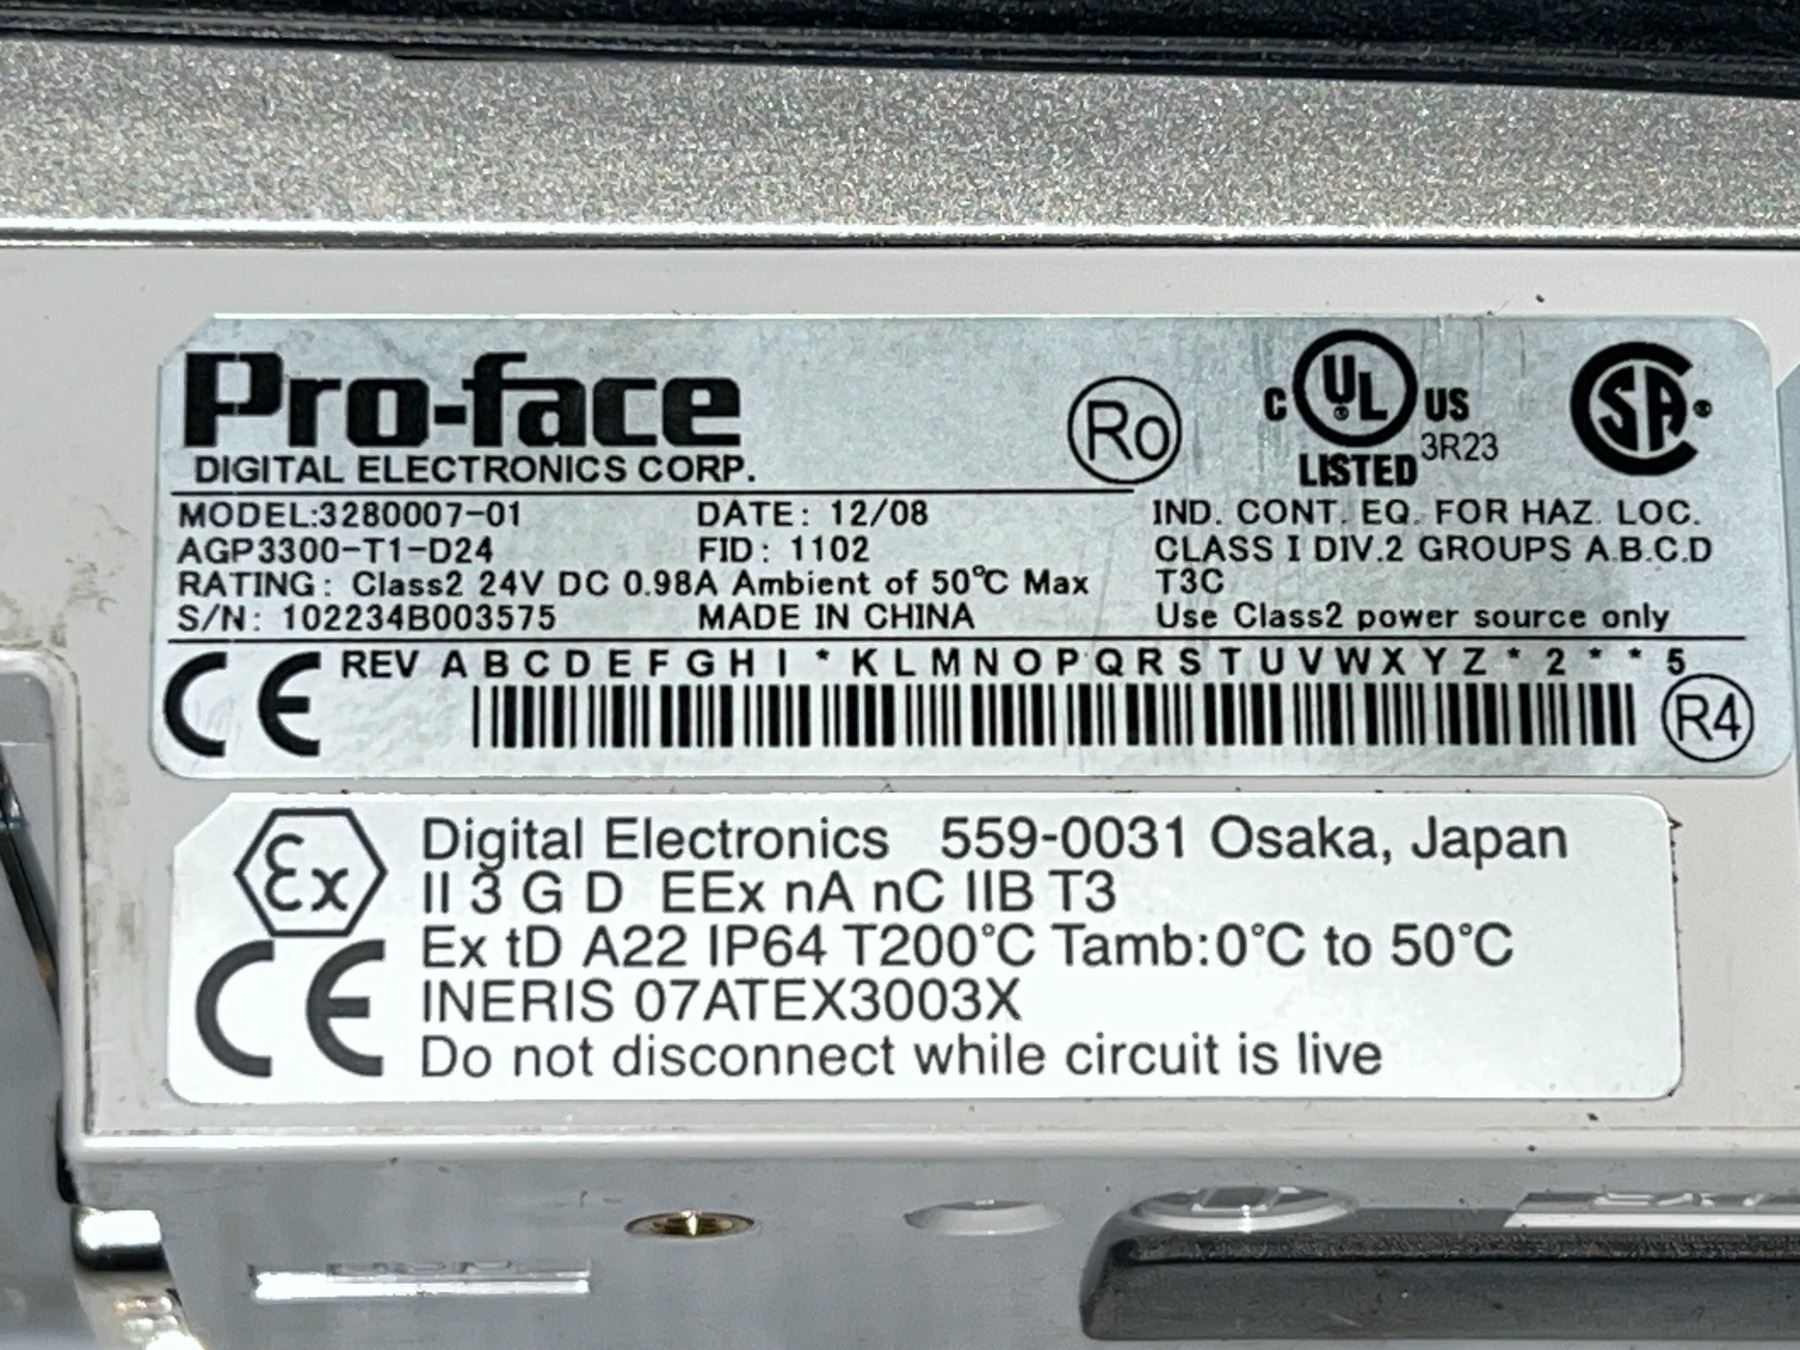 Pro-face
DIGITAL ELECTRONICS CORP.
Ro
C UL US
LISTED 3R23
SA
MODEL:3280007-01 DATE: 12/08
AGP3300-T1-D24 FID: 1102
RATING: Class2 24V DC 0.98A Ambient of 50°C Max
S/N: 102234B003575 MADE IN CHINA
IND. CONT. EQ. FOR HAZ. LOC.
CLASS I DIV.2 GROUPS A.B.C.D
T3C
Use Class2 power source only
CE REV A B C D E F G H I * K L M N O P Q R S T U V W X Y Z * 2 * * 5
R4
Ex Digital Electronics 559-0031 Osaka, Japan
II 3 G D EEx nA nC IIB T3
Ex tD A22 IP64 T200°C Tamb:0°C to 50°C
CE INERIS 07ATEX3003X
Do not disconnect while circuit is live